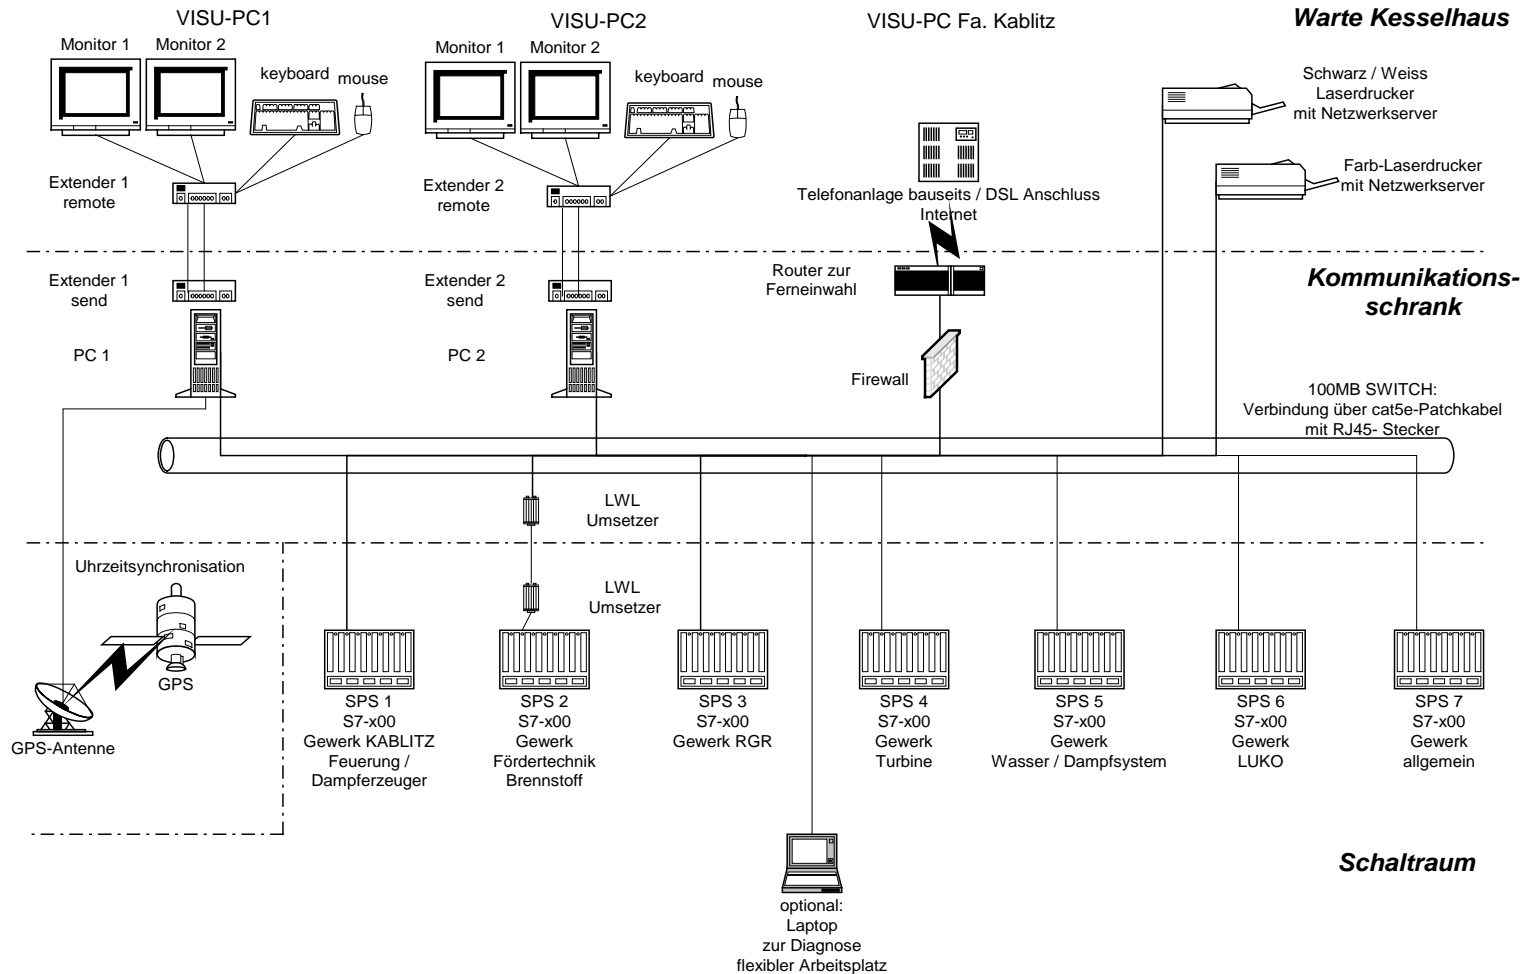 VISU-PC1
VISU-PC2
VISU-PC Fa. Kablitz
Warte Kesselhaus
Monitor 1
Monitor 2
keyboard
mouse
Monitor 1
Monitor 2
keyboard
mouse
Schwarz / Weiss
Laserdrucker
mit Netzwerkserver
Farb-Laserdrucker
mit Netzwerkserver
Extender 1
remote
Extender 2
remote
Telefonanlage bauseits / DSL Anschluss
Internet
Extender 1
send
Extender 2
send
Router zur
Ferneinwahl
Kommunikations-
schrank
PC 1
PC 2
Firewall
100MB SWITCH:
Verbindung über cat5e-Patchkabel
mit RJ45- Stecker
LWL
Umsetzer
Uhrzeitsynchronisation
LWL
Umsetzer
GPS
GPS-Antenne
SPS 1
S7-x00
Gewerk KABLITZ
Feuerung /
Dampferzeuger
SPS 2
S7-x00
Gewerk
Fördertechnik
Brennstoff
SPS 3
S7-x00
Gewerk RGR
SPS 4
S7-x00
Gewerk
Turbine
SPS 5
S7-x00
Gewerk
Wasser / Dampfsystem
SPS 6
S7-x00
Gewerk
LUKO
SPS 7
S7-x00
Gewerk
allgemein
Schaltraum
optional:
Laptop
zur Diagnose
flexibler Arbeitsplatz